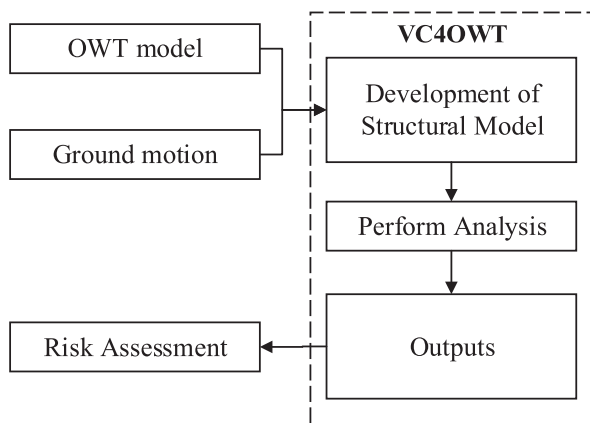 OWT model
Ground motion
VC4OWT
Development of
Structural Model
Perform Analysis
Outputs
Risk Assessment